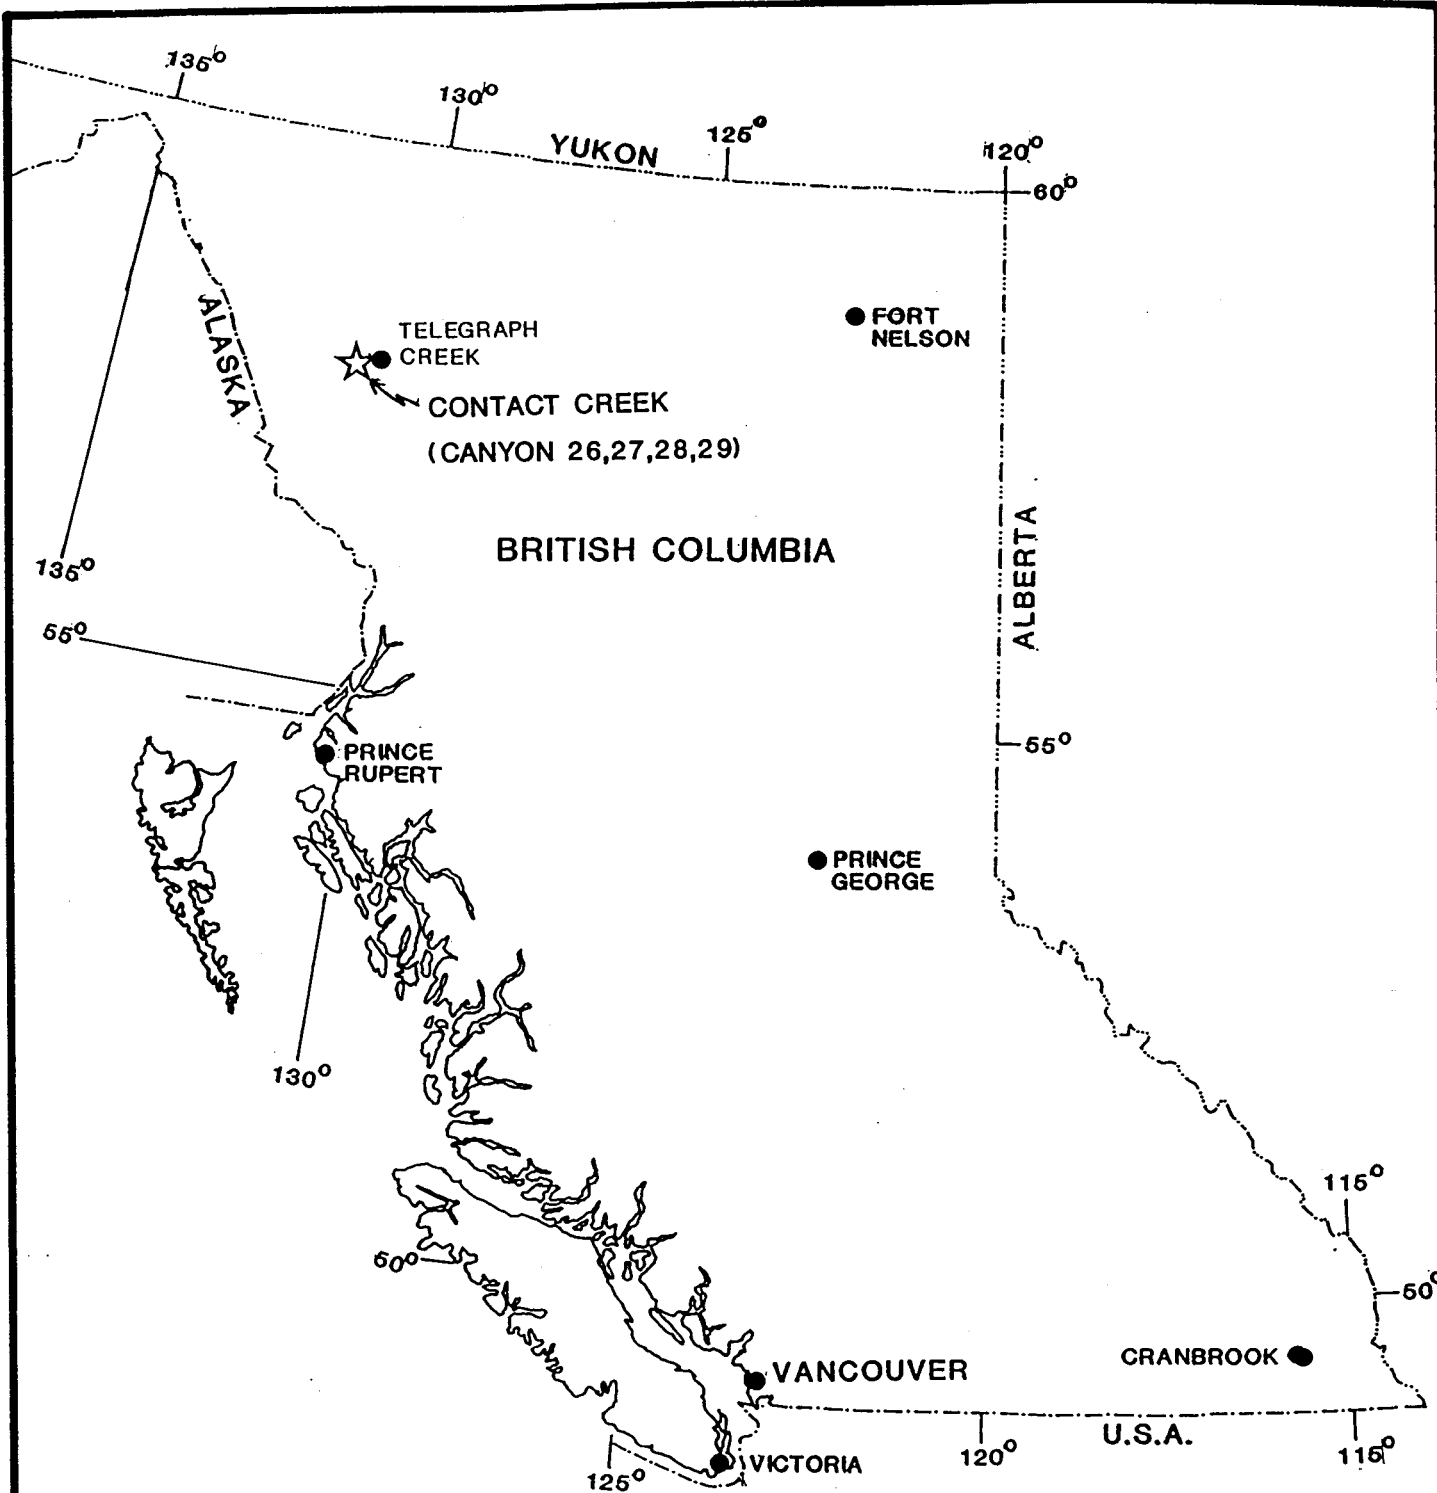 135°
130°
125°
120°
YUKON
60°
ALASKA
TELEGRAPH
CREEK
FORT
NELSON
CONTACT CREEK
(CANYON 26,27,28,29)
BRITISH COLUMBIA
ALBERTA
135°
55°
55°
PRINCE
RUPERT
PRINCE
GEORGE
130°
115°
50°
50°
CRANBROOK
VANCOUVER
U.S.A.
120°
115°
VICTORIA
125°